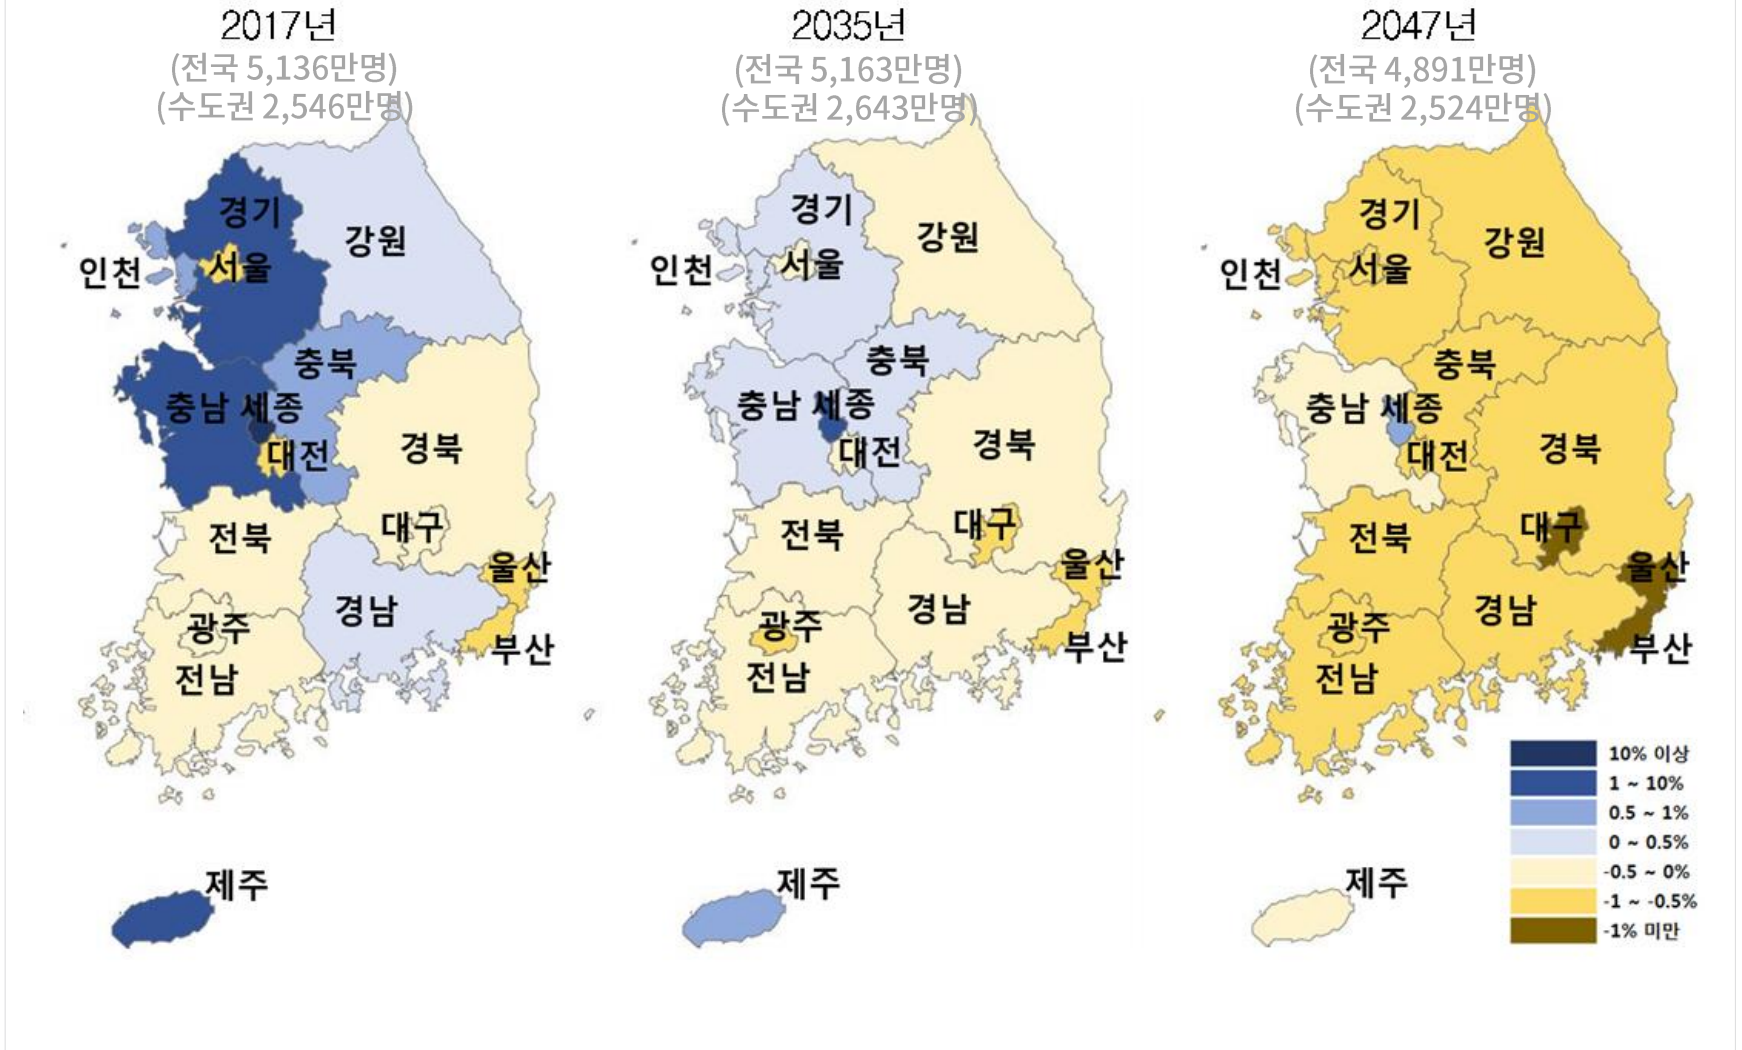 2017년
(전국 5,136만명)
(수도권 2,546만명)
경기
강원
서울
인천
충북
충남 세종
대전
경북
대구
전북
울산
경남
광주
부산
전남
제주
2035년
(전국 5,163만명)
(수도권 2,643만명)
경기
강원
서울
인천
충북
충남 세종
대전
경북
대구
전북
울산
경남
광주
부산
전남
제주
2047년
(전국 4,891만명)
(수도권 2,524만명)
경기
강원
서울
인천
충북
충남 세종
대전
경북
대구
전북
울산
경남
광주
부산
전남
제주
10% 이상
1 ~ 10%
0.5 ~ 1%
0 ~ 0.5%
-0.5 ~ 0%
-1 ~ -0.5%
-1% 미만